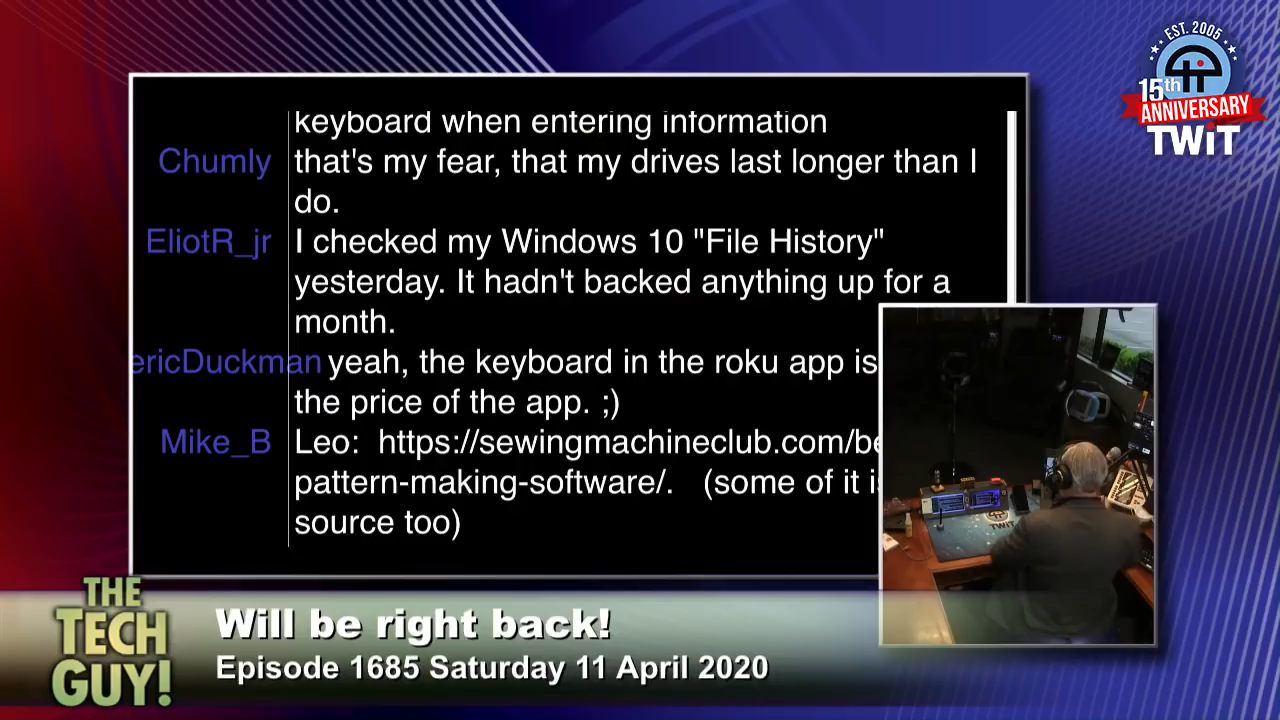 EST. 2005
15th
ANNIVERSARY
TWiT
keyboard when entering information
Chumly that's my fear, that my drives last longer than I
do.
EliotR_jr I checked my Windows 10 "File History"
yesterday. It hadn't backed anything up for a
month.
ericDuckman yeah, the keyboard in the roku app is
the price of the app. ;)
Mike_B Leo: https://sewingmachineclub.com/be
pattern-making-software/. (some of it is
source too)
TWiT
THE
TECH
GUY!
Will be right back!
Episode 1685 Saturday 11 April 2020